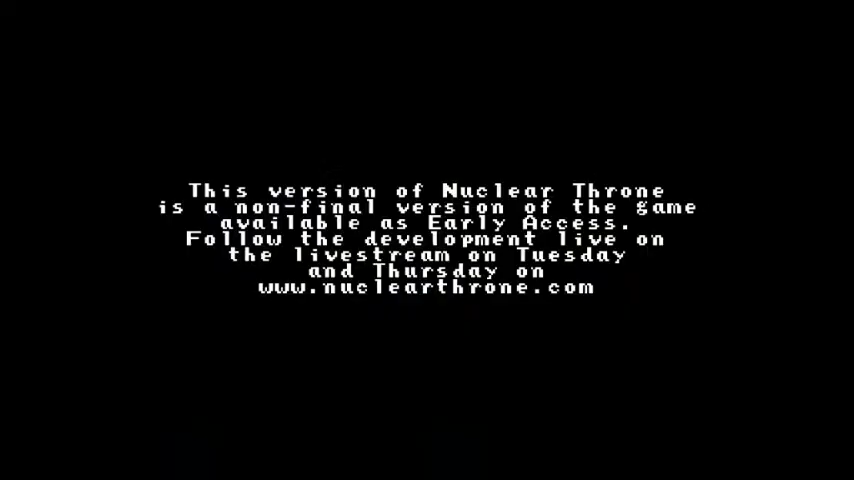 This version of Nuclear Throne
is a non-final version of the game
available as Early Access.
Follow the development live on
the livestream on Tuesday
and Thursday on
www.nuclearthrone.com